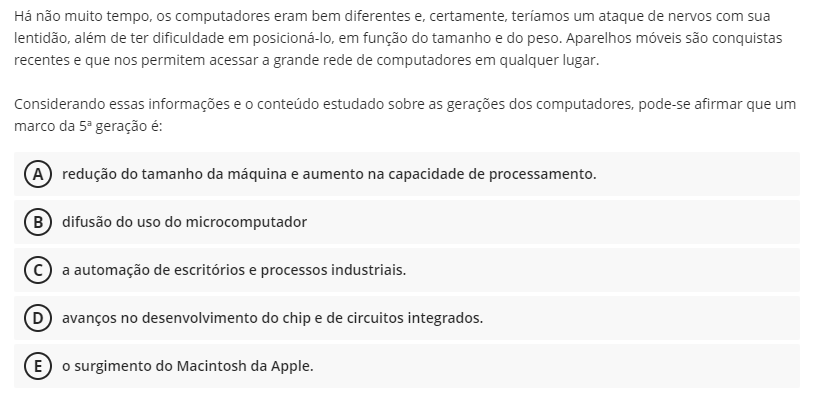 Há não muito tempo, os computadores eram bem diferentes e, certamente, teríamos um ataque de nervos com sua
lentidão, além de ter dificuldade em posicioná-lo, em função do tamanho e do peso. Aparelhos móveis são conquistas
recentes e que nos permitem acessar a grande rede de computadores em qualquer lugar.
Considerando essas informações e o conteúdo estudado sobre as gerações dos computadores, pode-se afirmar que um
marco da 5ª geração é:
A redução do tamanho da máquina e aumento na capacidade de processamento.
B difusão do uso do microcomputador
C a automação de escritórios e processos industriais.
D avanços no desenvolvimento do chip e de circuitos integrados.
E o surgimento do Macintosh da Apple.